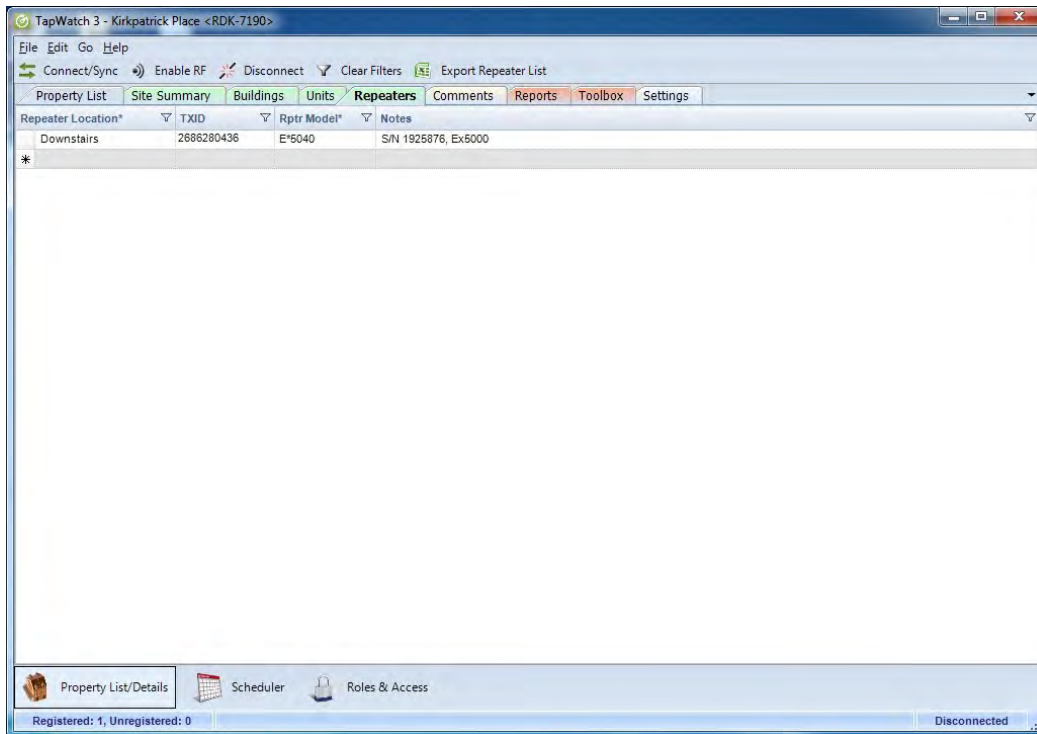 TapWatch 3 - Kirkpatrick Place <RDK-7190>
File Edit Go Help
Connect/Sync Enable RF Disconnect Clear Filters Export Repeater List
Property List Site Summary Buildings Units Repeaters Comments Reports Toolbox Settings
Repeater Location* TXID Rptr Model* Notes
Downstairs 2686280436 E*5040 S/N 1925876, Ex5000
*
Property List/Details Scheduler Roles & Access
Registered: 1, Unregistered: 0 Disconnected